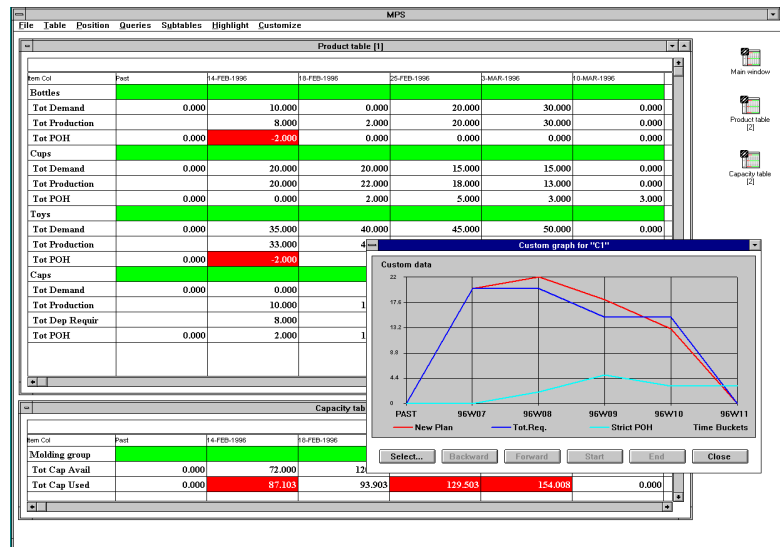 MPS
File Table Position Queries Subtables Highlight Customize
Product table [1]
Item Col Past 14-FEB-1996 18-FEB-1996 25-FEB-1996 3-MAR-1996 10-MAR-1996
Bottles
Tot Demand 0.000 10.000 0.000 20.000 30.000 0.000
Tot Production 8.000 2.000 20.000 30.000 0.000
Tot POH 0.000 -2.000 0.000 0.000 0.000 0.000
Cups
Tot Demand 0.000 20.000 20.000 15.000 15.000 0.000
Tot Production 20.000 22.000 18.000 13.000 0.000
Tot POH 0.000 0.000 2.000 5.000 3.000 3.000
Toys
Tot Demand 0.000 35.000 40.000 45.000 50.000 0.000
Tot Production 33.000 4
Tot POH 0.000 -2.000
Caps
Tot Demand 0.000 0.000
Tot Production 10.000 1
Tot Dep Requir 8.000
Tot POH 0.000 2.000 1
Main window
Product table
[2]
Capacity table
[2]
Custom graph for "C1"
Custom data
22
17.6
13.2
8.8
4.4
0
PAST 96W07 96W08 96W09 96W10 96W11
New Plan Tot.Req. Strict POH Time Buckets
Select... Backward Forward Start End Close
Capacity tab
Item Col Past 14-FEB-1996 18-FEB-1996
Molding group
Tot Cap Avail 0.000 72.000 120
Tot Cap Used 0.000 87.103 93.903 129.503 154.008 0.000